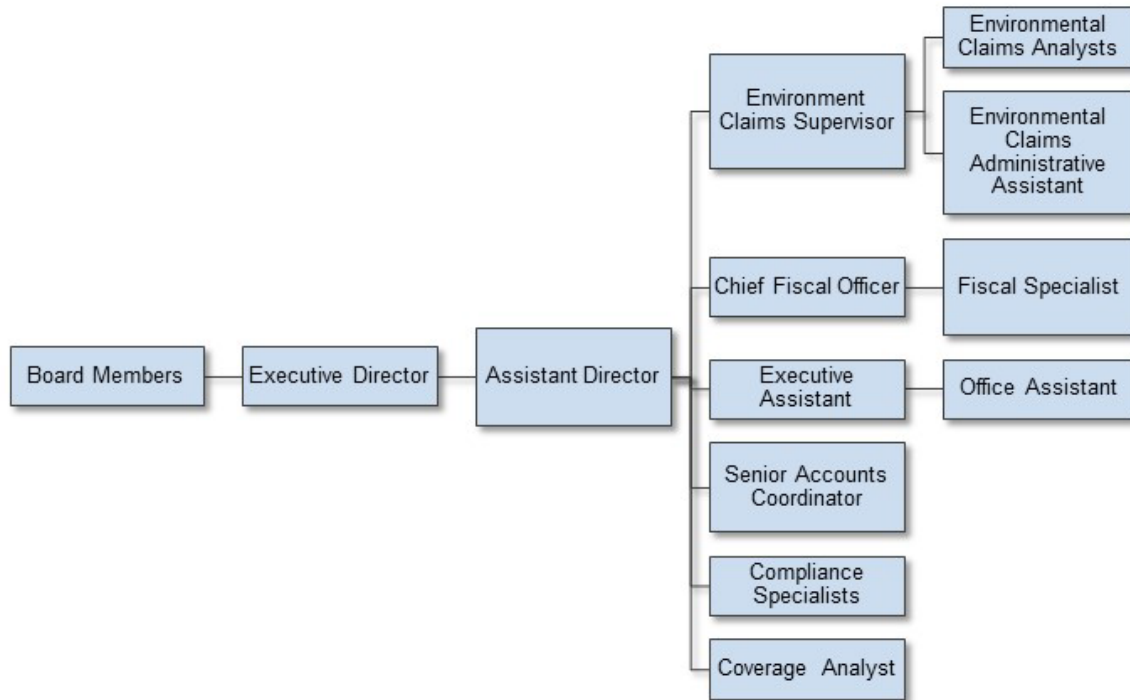 Board Members
Executive Director
Assistant Director
Environment
Claims Supervisor
Environmental
Claims Analysts
Environmental
Claims
Administrative
Assistant
Chief Fiscal Officer
Fiscal Specialist
Executive
Assistant
Office Assistant
Senior Accounts
Coordinator
Compliance
Specialists
Coverage Analyst